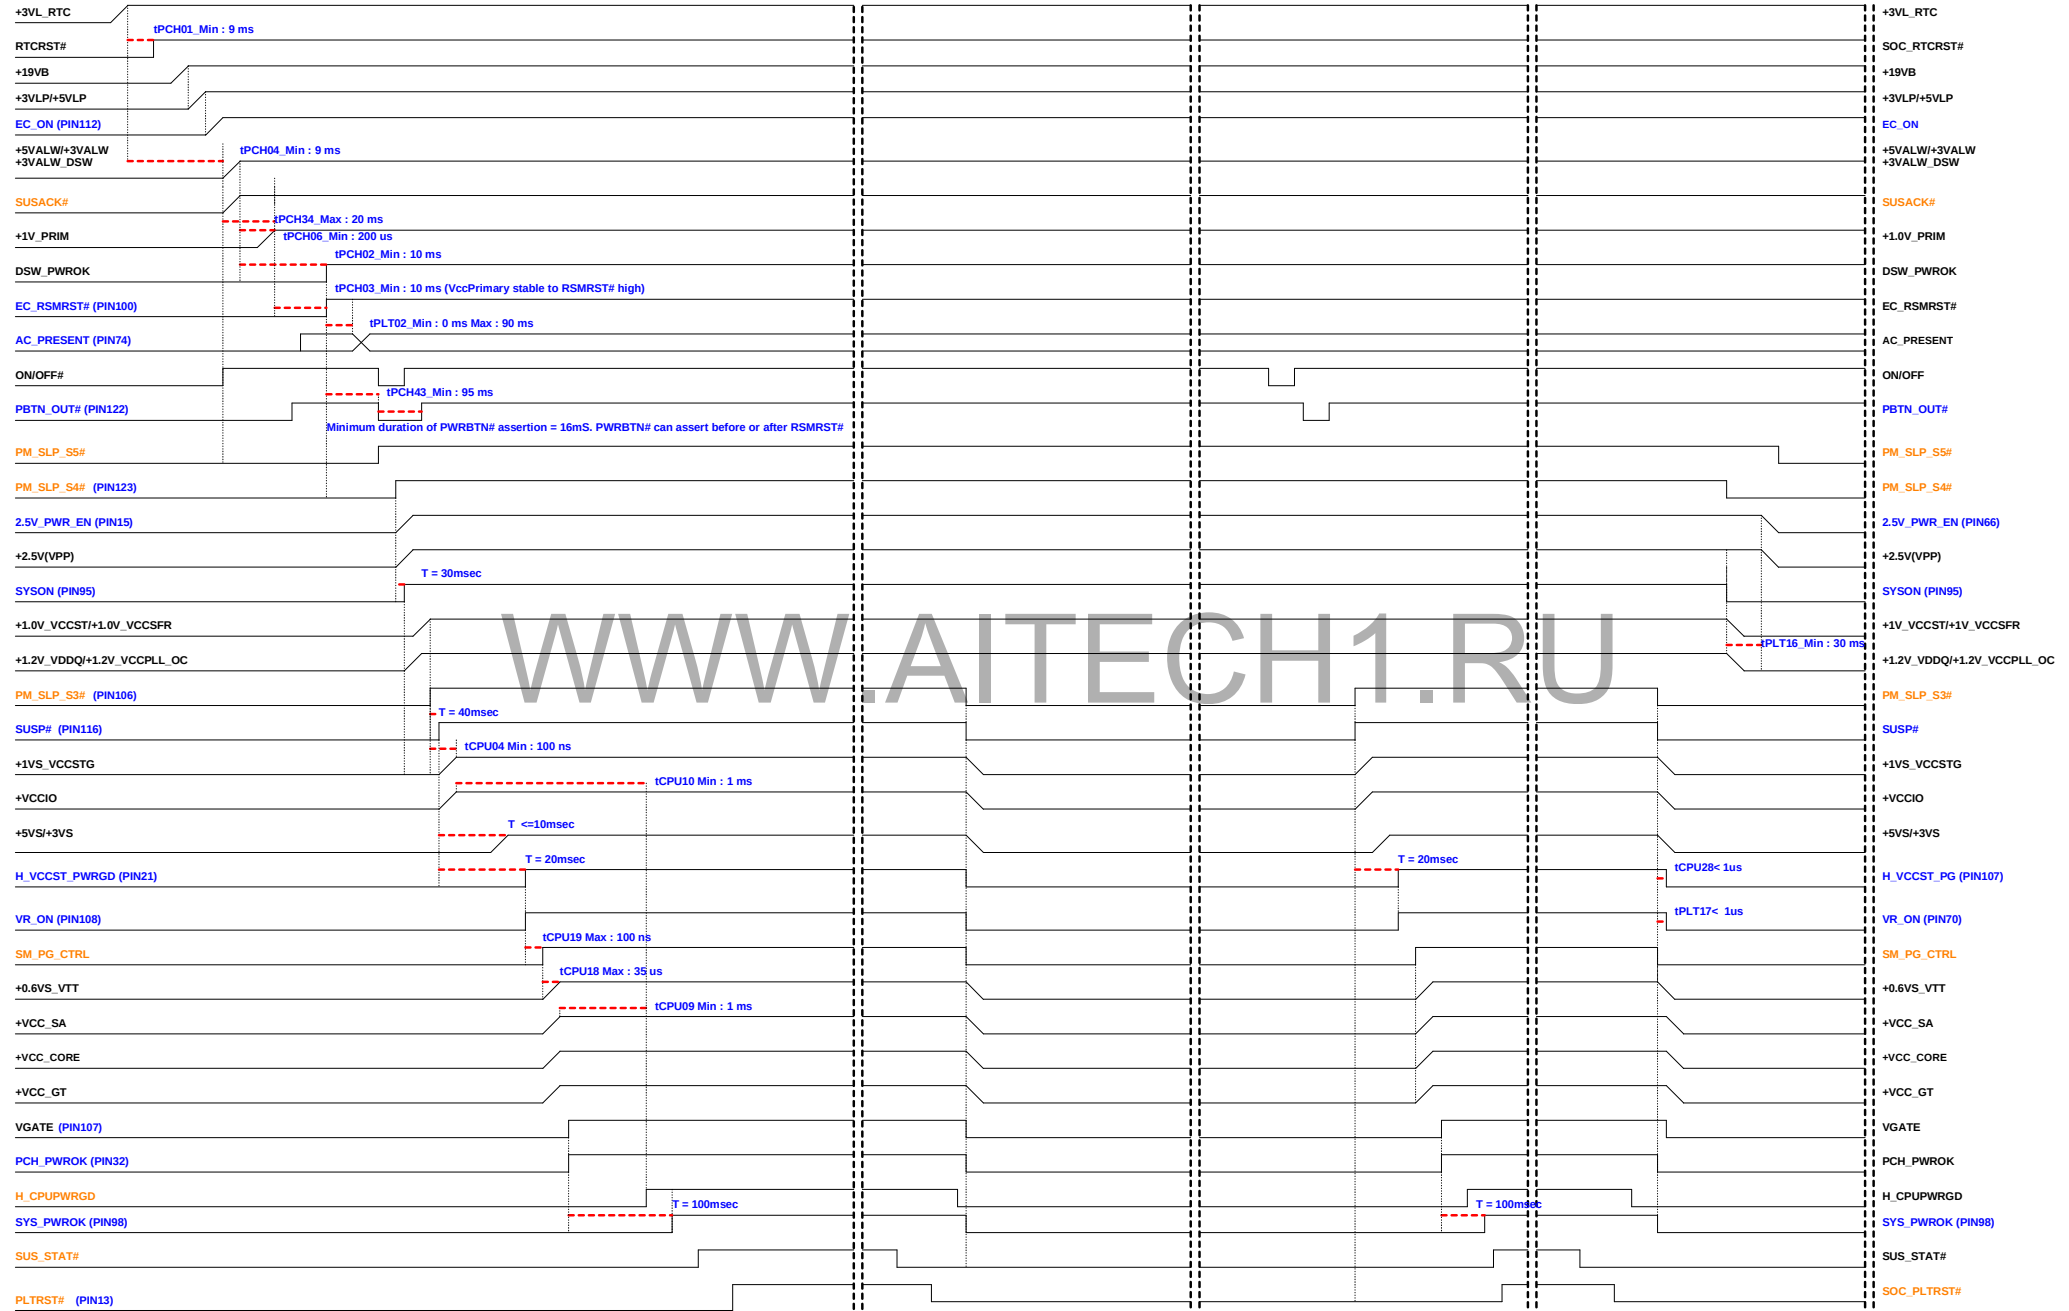 +3VL_RTC +3VL_RTC
tPCH01_Min : 9 ms
RTCRST# SOC_RTCRST#
+19VB +19VB
+3VLP/+5VLP +3VLP/+5VLP
EC_ON (PIN112) EC_ON
+5VALW/+3VALW tPCH04_Min : 9 ms +5VALW/+3VALW
+3VALW_DSW +3VALW_DSW
SUSACK# SUSACK#
tPCH34_Max : 20 ms
+1V_PRIM tPCH06_Min : 200 us +1.0V_PRIM
tPCH02_Min : 10 ms
DSW_PWROK DSW_PWROK
tPCH03_Min : 10 ms (VccPrimary stable to RSMRST# high)
EC_RSMRST# (PIN100) EC_RSMRST#
tPLT02_Min : 0 ms Max : 90 ms
AC_PRESENT (PIN74) AC_PRESENT
ON/OFF# ON/OFF
tPCH43_Min : 95 ms
PBTN_OUT# (PIN122) PBTN_OUT#
Minimum duration of PWRBTN# assertion = 16mS. PWRBTN# can assert before or after RSMRST#
PM_SLP_S5# PM_SLP_S5#
PM_SLP_S4# (PIN123) PM_SLP_S4#
2.5V_PWR_EN (PIN15) 2.5V_PWR_EN (PIN66)
+2.5V(VPP) +2.5V(VPP)
T = 30msec
SYSON (PIN95) SYSON (PIN95)
+1.0V_VCCST/+1.0V_VCCSFR +1V_VCCST/+1V_VCCSFR
tPLT16_Min : 30 ms
WWW.AITECH1.RU
+1.2V_VDDQ/+1.2V_VCCPLL_OC +1.2V_VDDQ/+1.2V_VCCPLL_OC
PM_SLP_S3# (PIN106) PM_SLP_S3#
T = 40msec
SUSP# (PIN116) SUSP#
tCPU04 Min : 100 ns
+1VS_VCCSTG +1VS_VCCSTG
tCPU10 Min : 1 ms
+VCCIO +VCCIO
T <=10msec
+5VS/+3VS +5VS/+3VS
T = 20msec T = 20msec
tCPU28< 1us
H_VCCST_PWRGD (PIN21) H_VCCST_PG (PIN107)
tPLT17< 1us
VR_ON (PIN108) VR_ON (PIN70)
tCPU19 Max : 100 ns
SM_PG_CTRL SM_PG_CTRL
tCPU18 Max : 35 us
+0.6VS_VTT +0.6VS_VTT
tCPU09 Min : 1 ms
+VCC_SA +VCC_SA
+VCC_CORE +VCC_CORE
+VCC_GT +VCC_GT
VGATE (PIN107) VGATE
PCH_PWROK (PIN32) PCH_PWROK
H_CPUPWRGD H_CPUPWRGD
T = 100msec T = 100msec
SYS_PWROK (PIN98) SYS_PWROK (PIN98)
SUS_STAT# SUS_STAT#
PLTRST# (PIN13) SOC_PLTRST#